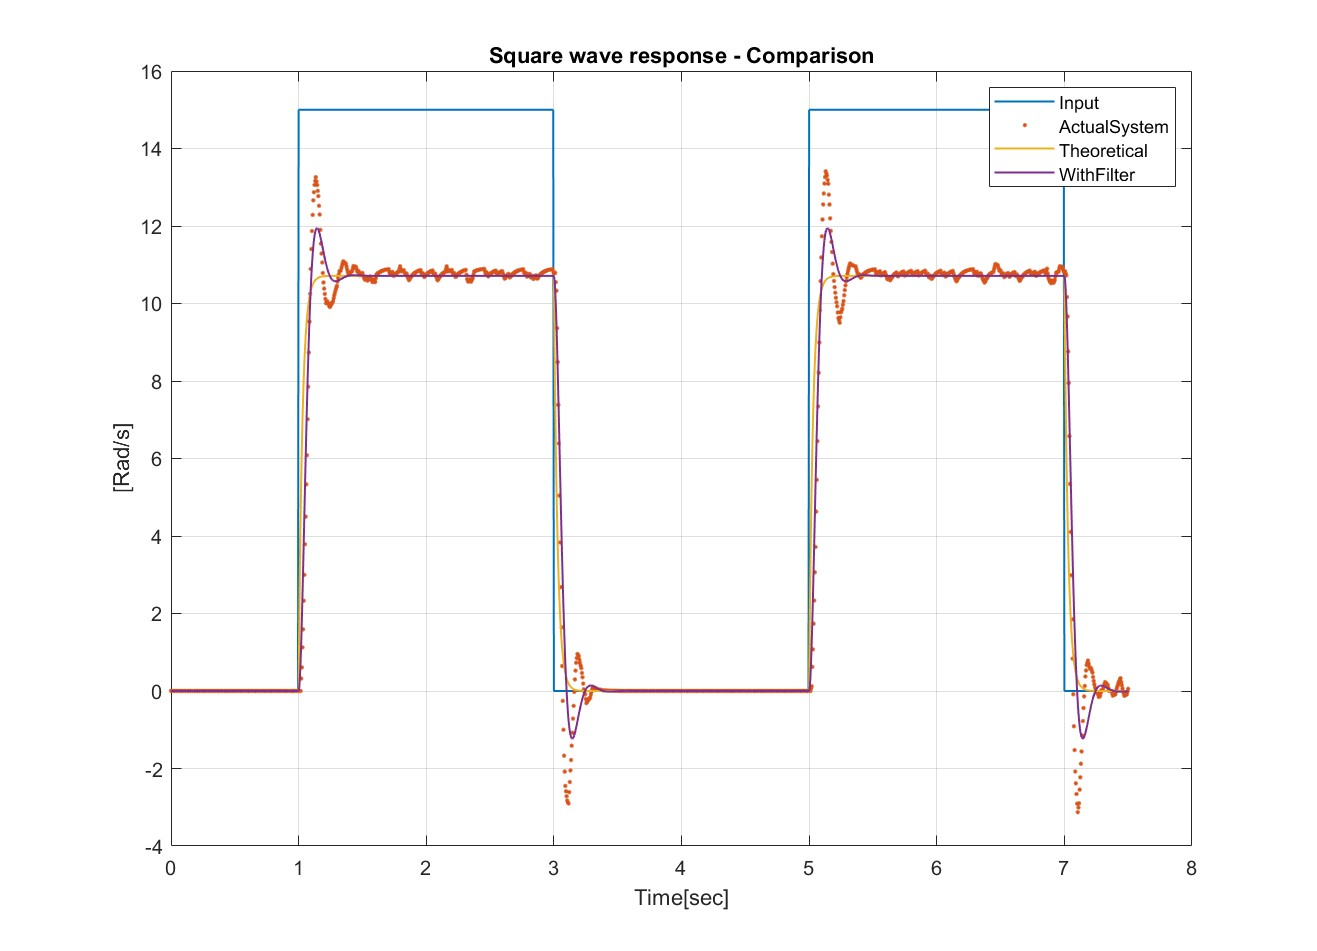 Square wave response - Comparison
16
14
12
10
8
6
4
2
0
-2
-4
[Rad/s]
0 1 2 3 4 5 6 7 8
Time[sec]
Input
ActualSystem
Theoretical
WithFilter